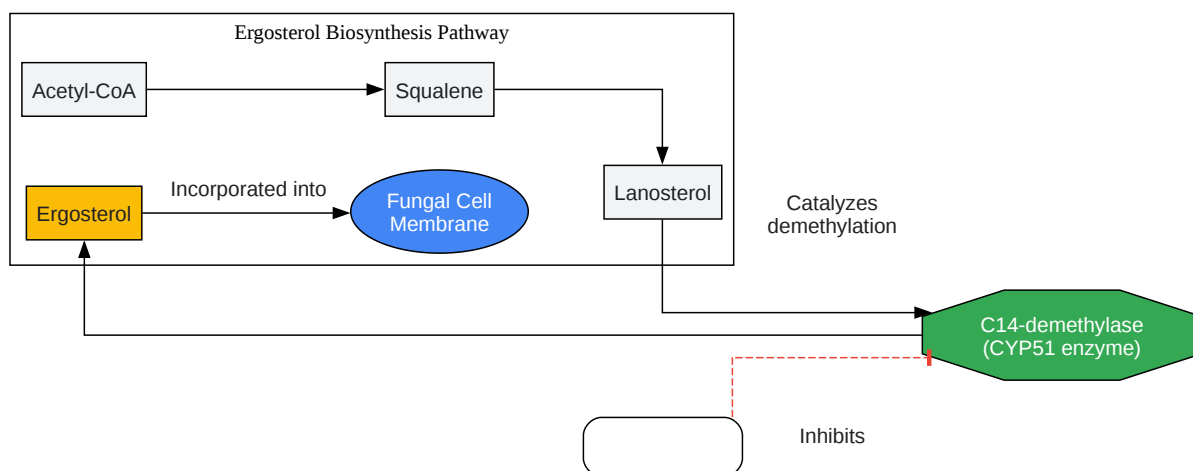 Ergosterol Biosynthesis Pathway
Acetyl-CoA
Squalene
Ergosterol
Incorporated into
Fungal Cell
Membrane
Lanosterol
Catalyzes
demethylation
C14-demethylase
(CYP51 enzyme)
Inhibits